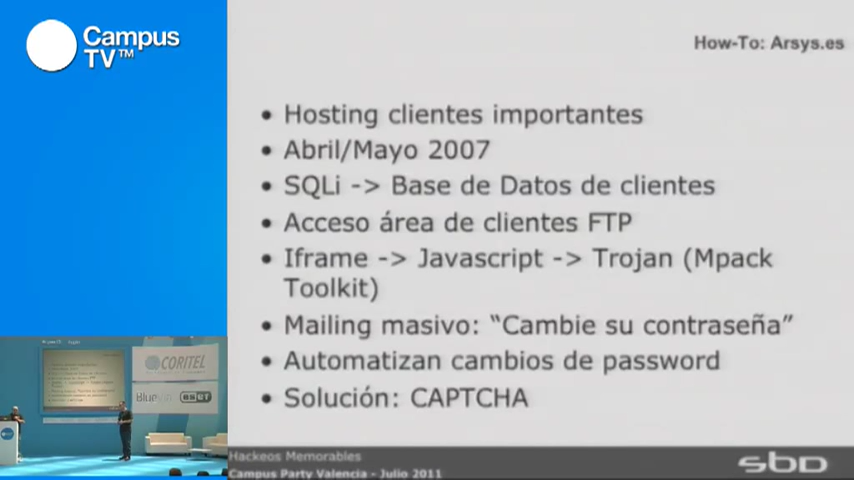 Campus
TV™
How-To: Arsys.es
• Hosting clientes importantes
• Abril/Mayo 2007
• SQLi -> Base de Datos de clientes
• Acceso área de clientes FTP
• Iframe -> Javascript -> Trojan (Mpack
Toolkit)
• Mailing masivo: “Cambie su contraseña”
• Automatizan cambios de password
• Solución: CAPTCHA
CORITEL
Hackeos Memorables
Campus Party Valencia - Julio 2011
sbD